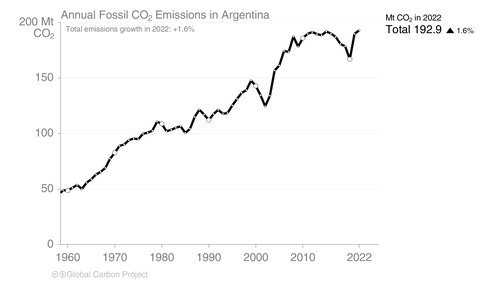 Annual Fossil CO₂ Emissions in Argentina
Total emissions growth in 2022: +1.6%
200 Mt
CO₂
150
100
50
0
1960 1970 1980 1990 2000 2010 2022
Mt CO₂ in 2022
Total 192.9 ▲ 1.6%
Global Carbon Project